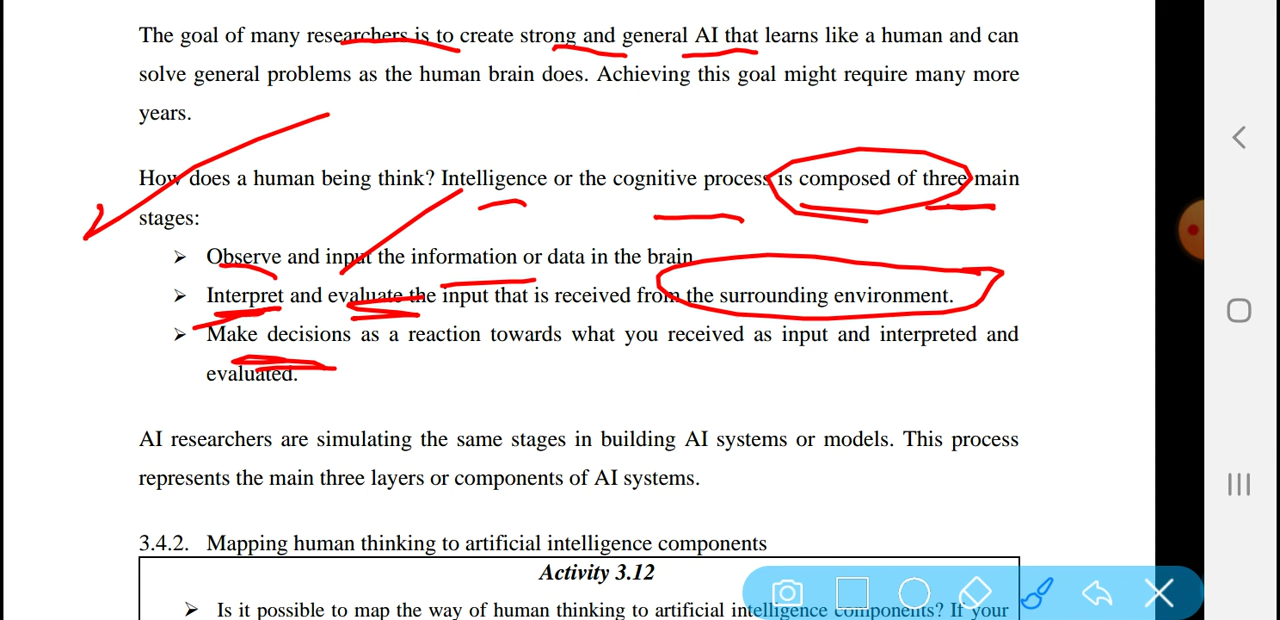 The goal of many researchers is to create strong and general AI that learns like a human and can
solve general problems as the human brain does. Achieving this goal might require many more
years.
How does a human being think? Intelligence or the cognitive process is composed of three main
stages:
➢ Observe and input the information or data in the brain.
➢ Interpret and evaluate the input that is received from the surrounding environment.
➢ Make decisions as a reaction towards what you received as input and interpreted and
evaluated.
AI researchers are simulating the same stages in building AI systems or models. This process
represents the main three layers or components of AI systems.
3.4.2. Mapping human thinking to artificial intelligence components
Activity 3.12
➢ Is it possible to map the way of human thinking to artificial intelligence components? If your